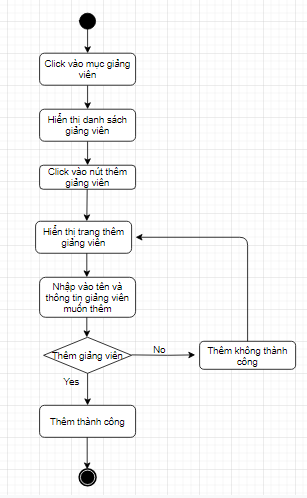 Click vào mục giảng
viên
Hiển thị danh sách
giảng viên
Click vào nút thêm
giảng viên
Hiển thị trang thêm
giảng viên
Nhập vào tên và
thông tin giảng viên
muốn thêm
Thêm giảng viên
No
Thêm không thành
công
Yes
Thêm thành công